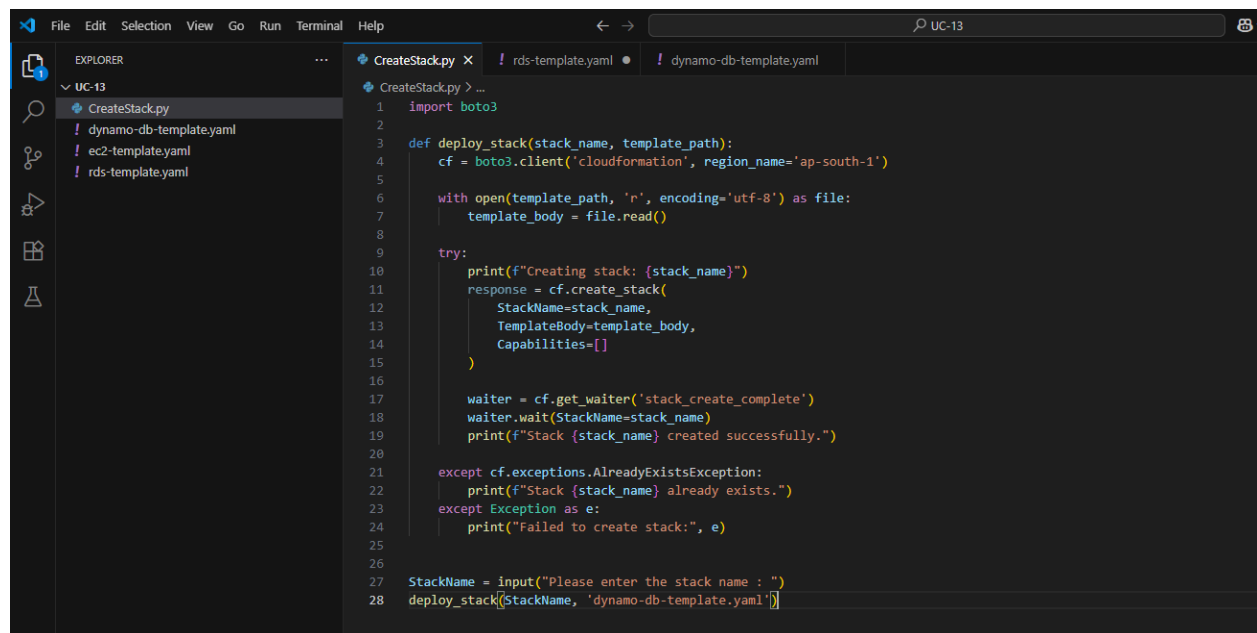 File Edit Selection View Go Run Terminal Help
UC-13
EXPLORER
UC-13
CreateStack.py
dynamo-db-template.yaml
ec2-template.yaml
rds-template.yaml
1
CreateStack.py
rds-template.yaml
dynamo-db-template.yaml
CreateStack.py > ...
1 import boto3
2
3 def deploy_stack(stack_name, template_path):
4     cf = boto3.client('cloudformation', region_name='ap-south-1')
5
6     with open(template_path, 'r', encoding='utf-8') as file:
7         template_body = file.read()
8
9     try:
10         print(f"Creating stack: {stack_name}")
11         response = cf.create_stack(
12             StackName=stack_name,
13             TemplateBody=template_body,
14             Capabilities=[]
15         )
16
17         waiter = cf.get_waiter('stack_create_complete')
18         waiter.wait(StackName=stack_name)
19         print(f"Stack {stack_name} created successfully.")
20
21     except cf.exceptions.AlreadyExistsException:
22         print(f"Stack {stack_name} already exists.")
23     except Exception as e:
24         print("Failed to create stack:", e)
25
26
27 StackName = input("Please enter the stack name : ")
28 deploy_stack(StackName, 'dynamo-db-template.yaml')